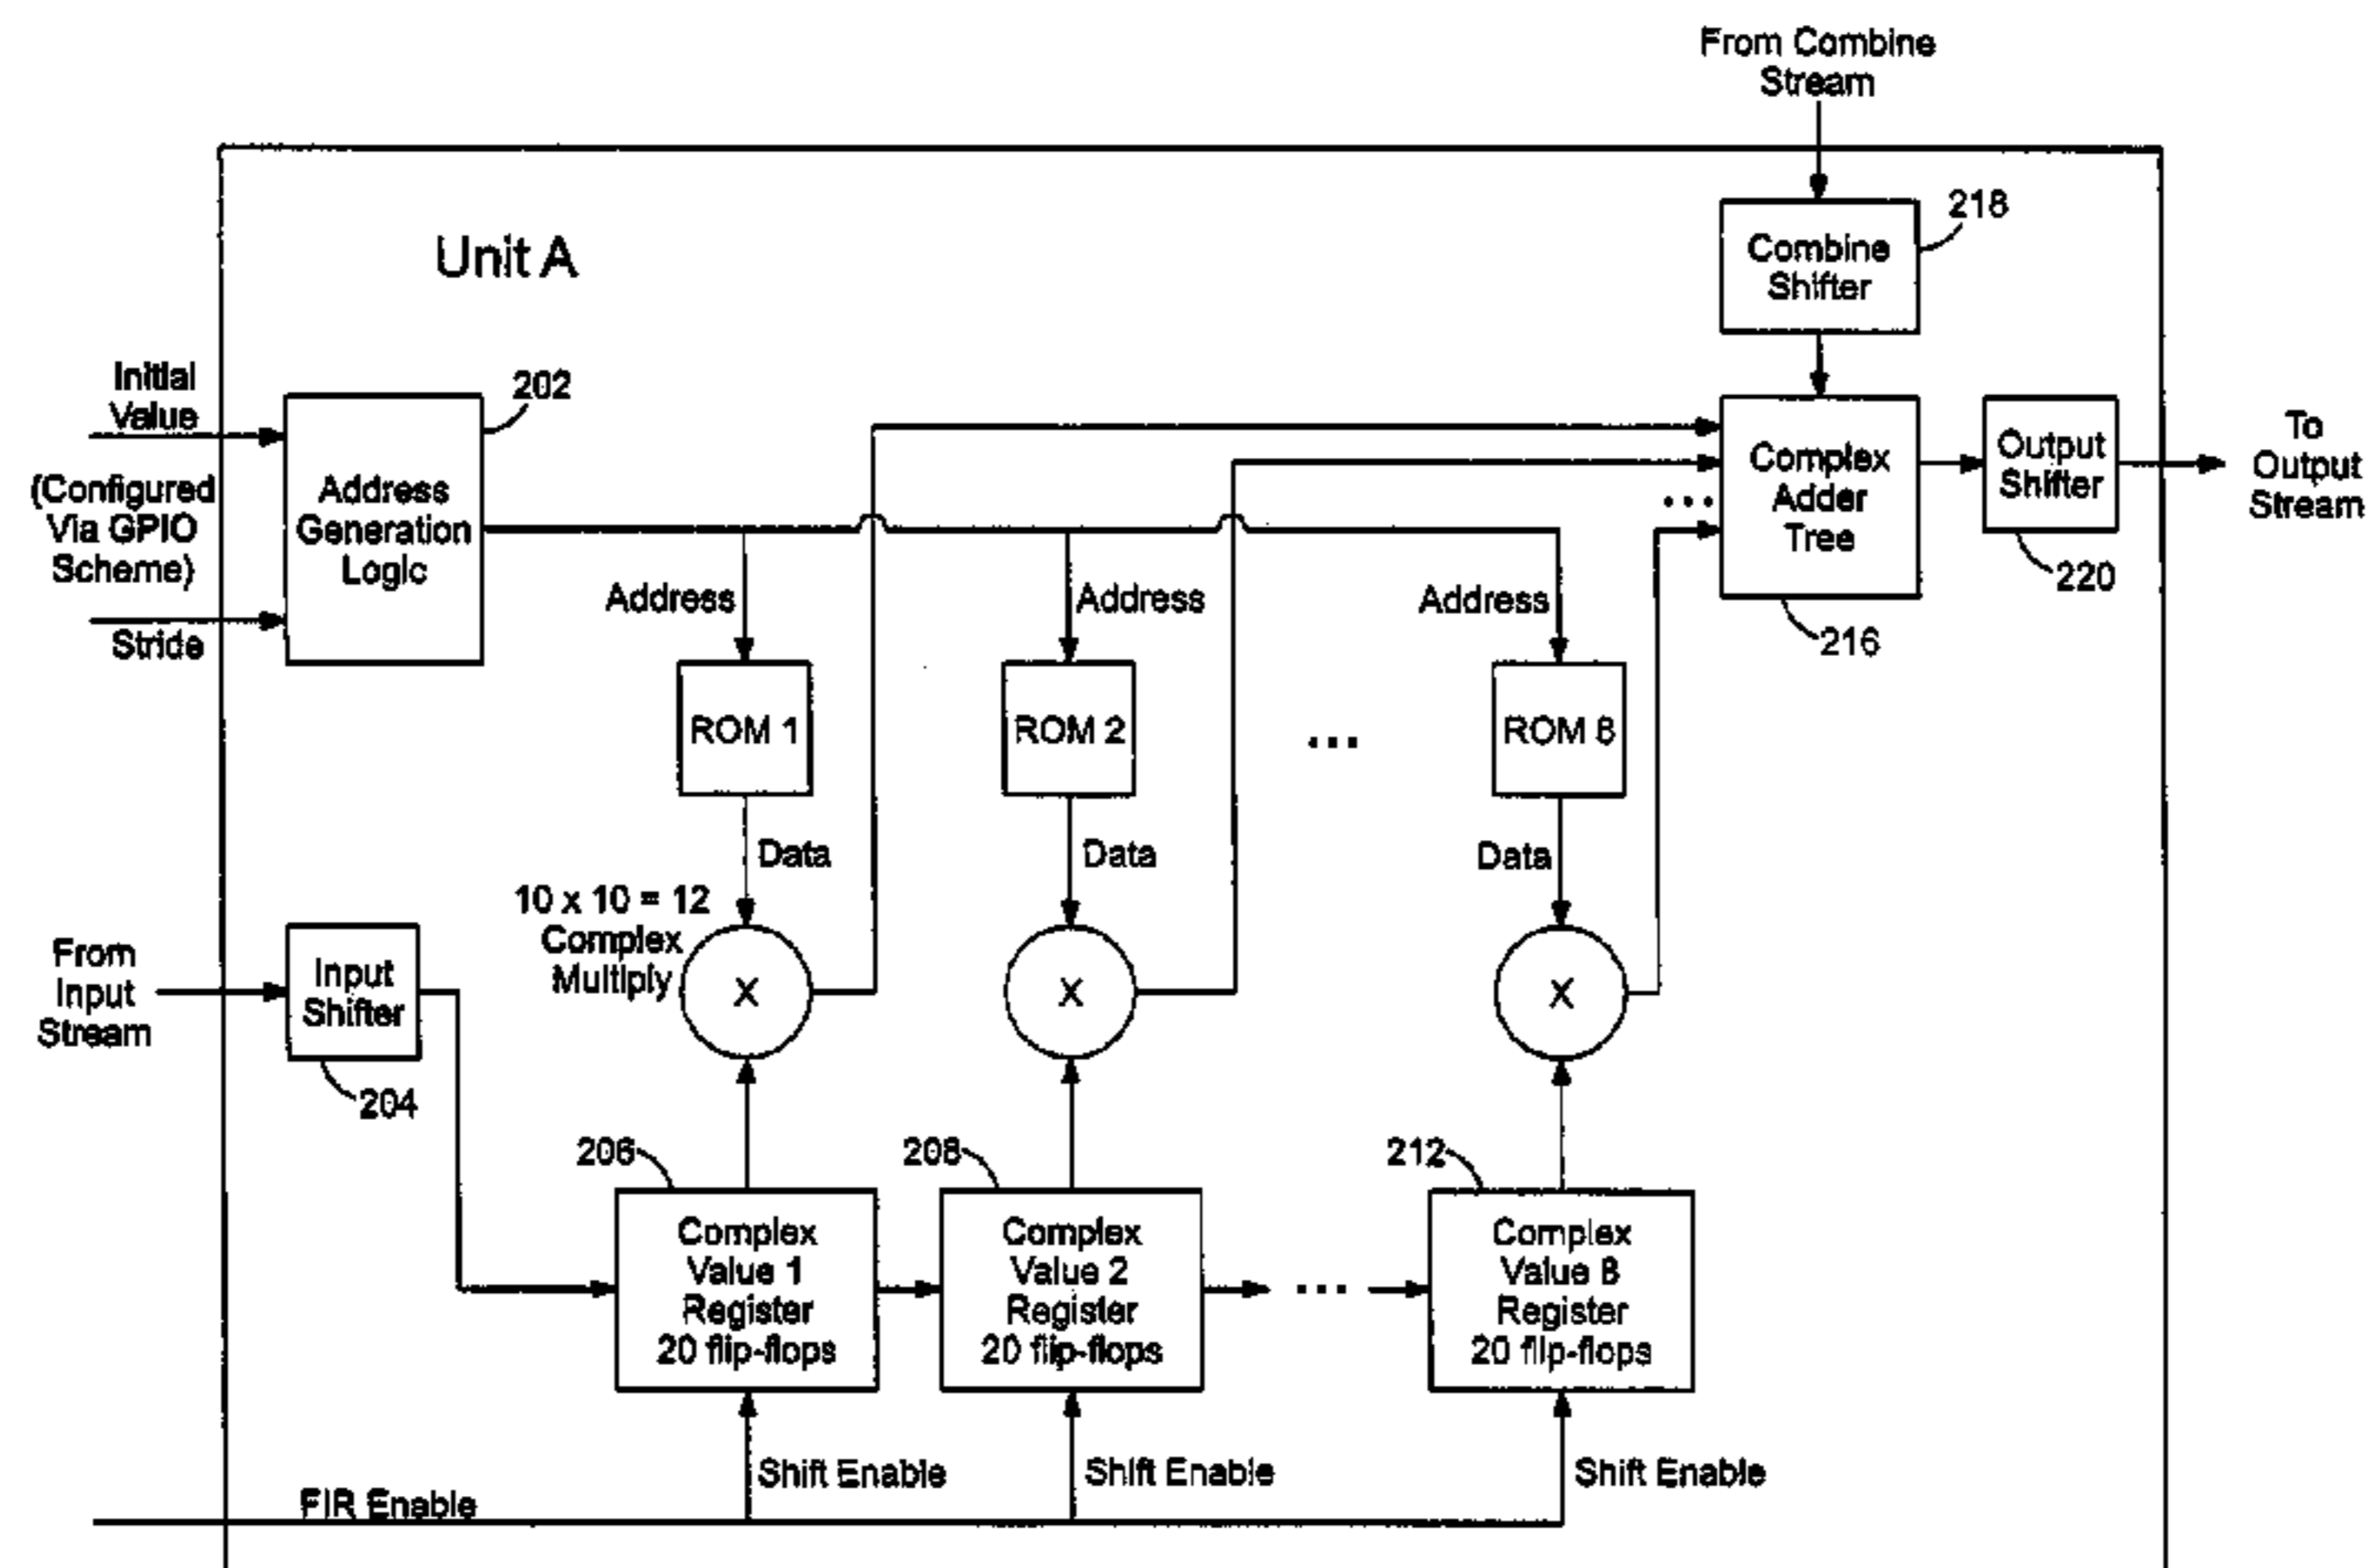 From Combine
Stream
218
Combine
Shifter
Unit A
Initial
Value
202
(Configured
Via GPIO
Scheme)
Address
Generation
Logic
Stride
Complex
Adder
Tree
Output
Shifter
To
Output
Stream
220
216
...
Address
Address
Address
ROM 1
ROM 2
...
ROM 8
Data
Data
Data
10 x 10 = 12
Complex
Multiply
X
X
X
From
Input
Stream
Input
Shifter
204
206
208
212
Complex
Value 1
Register
20 flip-flops
Complex
Value 2
Register
20 flip-flops
...
Complex
Value 8
Register
20 flip-flops
Shift Enable
Shift Enable
Shift Enable
FIR Enable